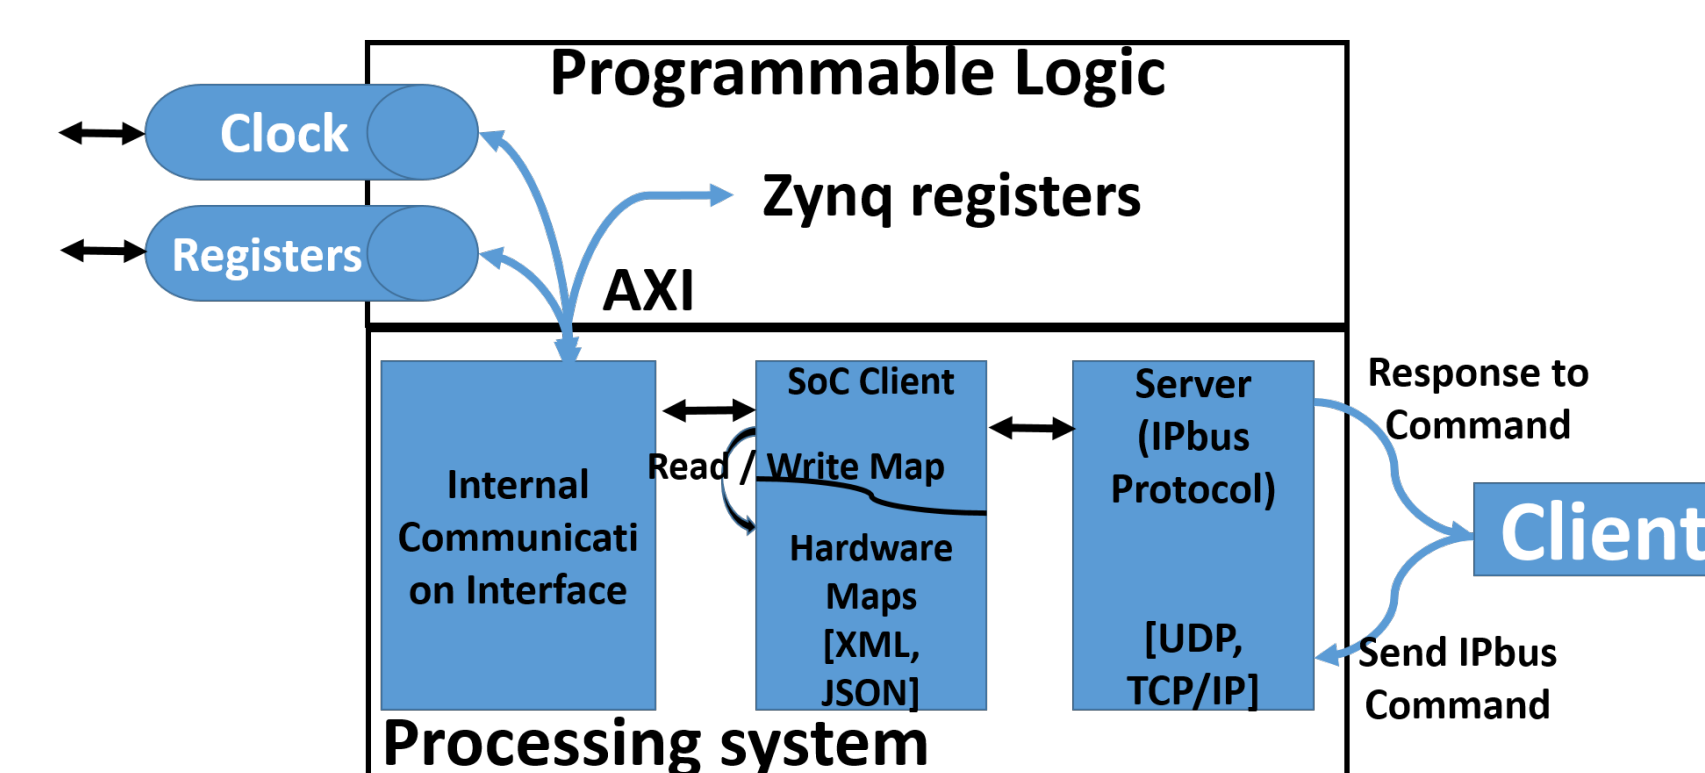 Programmable Logic
Clock
Zynq registers
Registers
AXI
Internal
Communicati
on Interface
SoC Client
Read / Write Map
Hardware
Maps
[XML,
JSON]
Server
(IPbus
Protocol)
[UDP,
TCP/IP]
Response to
Command
Client
Send IPbus
Command
Processing system